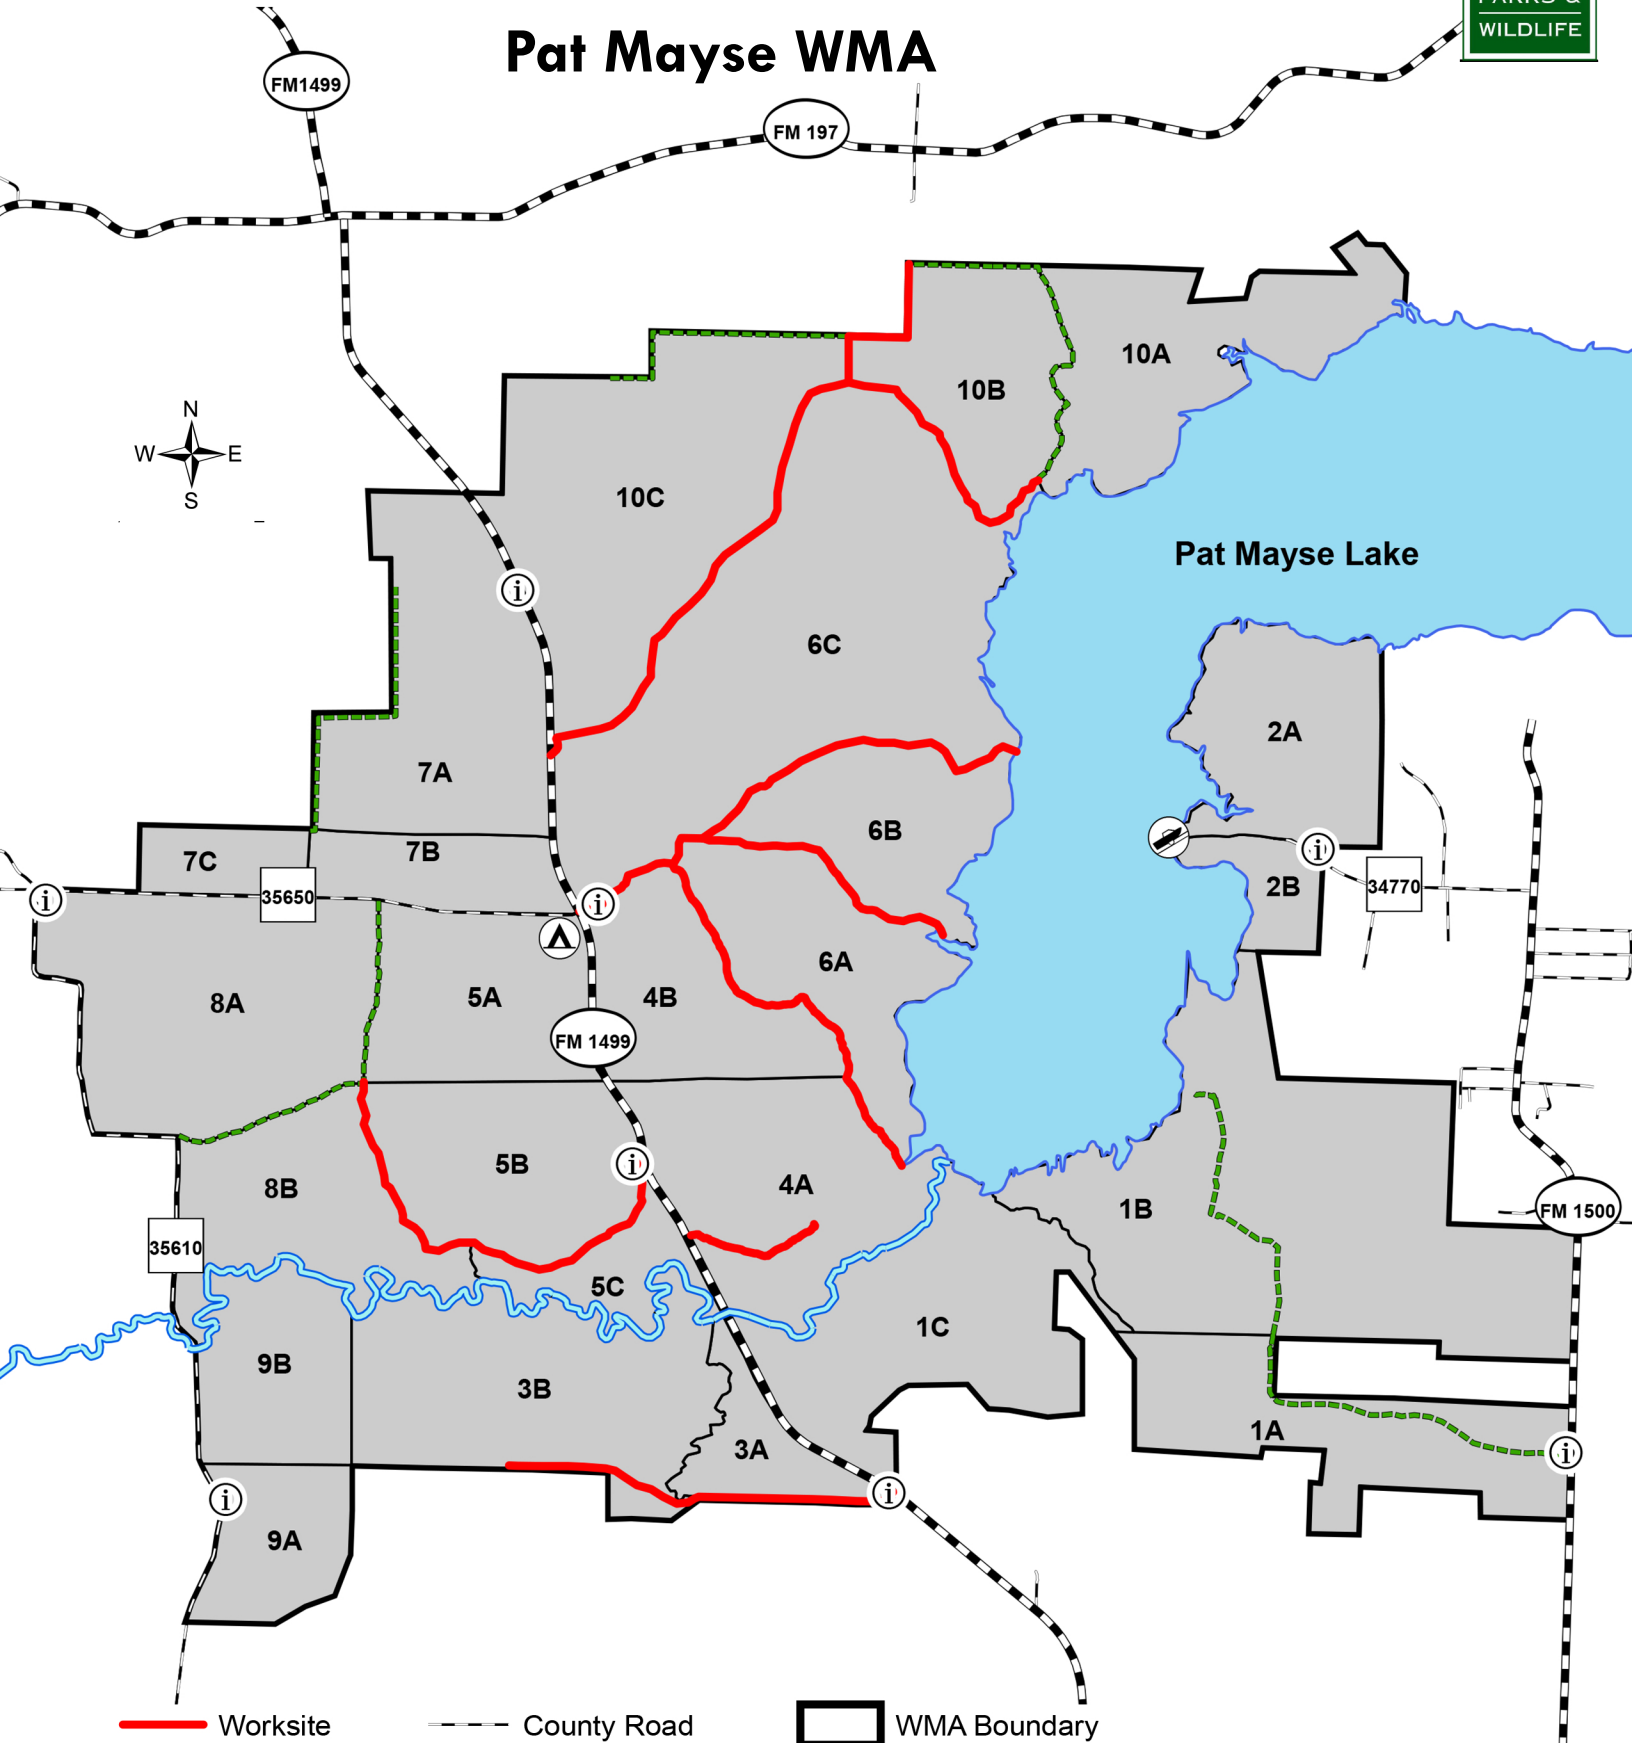 Pat Mayse WMA
WILDLIFE
FM1499
FM 197
10A
10B
N
W E
S
10C
Pat Mayse Lake
6C
2A
7A
6B
7B
7C
2B
34770
35650
i
i
i
i
i
i
i
i
6A
5A
4B
8A
FM 1499
5B
4A
8B
1B
FM 1500
35610
5C
1C
9B
3B
1A
3A
9A
Worksite
County Road
WMA Boundary